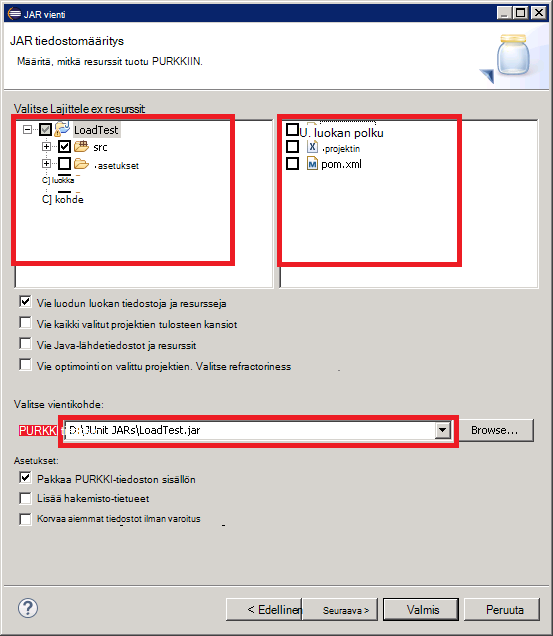 JAR vienti
JAR tiedostomääritys
Määritä, mitkä resurssit tuotu PURKKIIN.
Valitse Lajittele ex resurssit:
LoadTest
src
.asetukset
C] luokka
C] kohde
U. luokan polku
.projektin
pom.xml
Vie luodun luokan tiedostoja ja resursseja
Vie kaikki valitut projektien tulosteen kansiot
Vie Java-lähdetiedostot ja resurssit
Vie optimointi on valittu projektien. Valitse refractoriness
Valitse vientikohde:
PURKKI D:\JUnit JARs\LoadTest.jar Browse...
Asetukset:
Pakkaa PURKKI-tiedoston sisällön
Lisää hakemisto-tietueet
Korvaa aiemmat tiedostot ilman varoitus
< Edellinen Seuraava > Valmis Peruuta